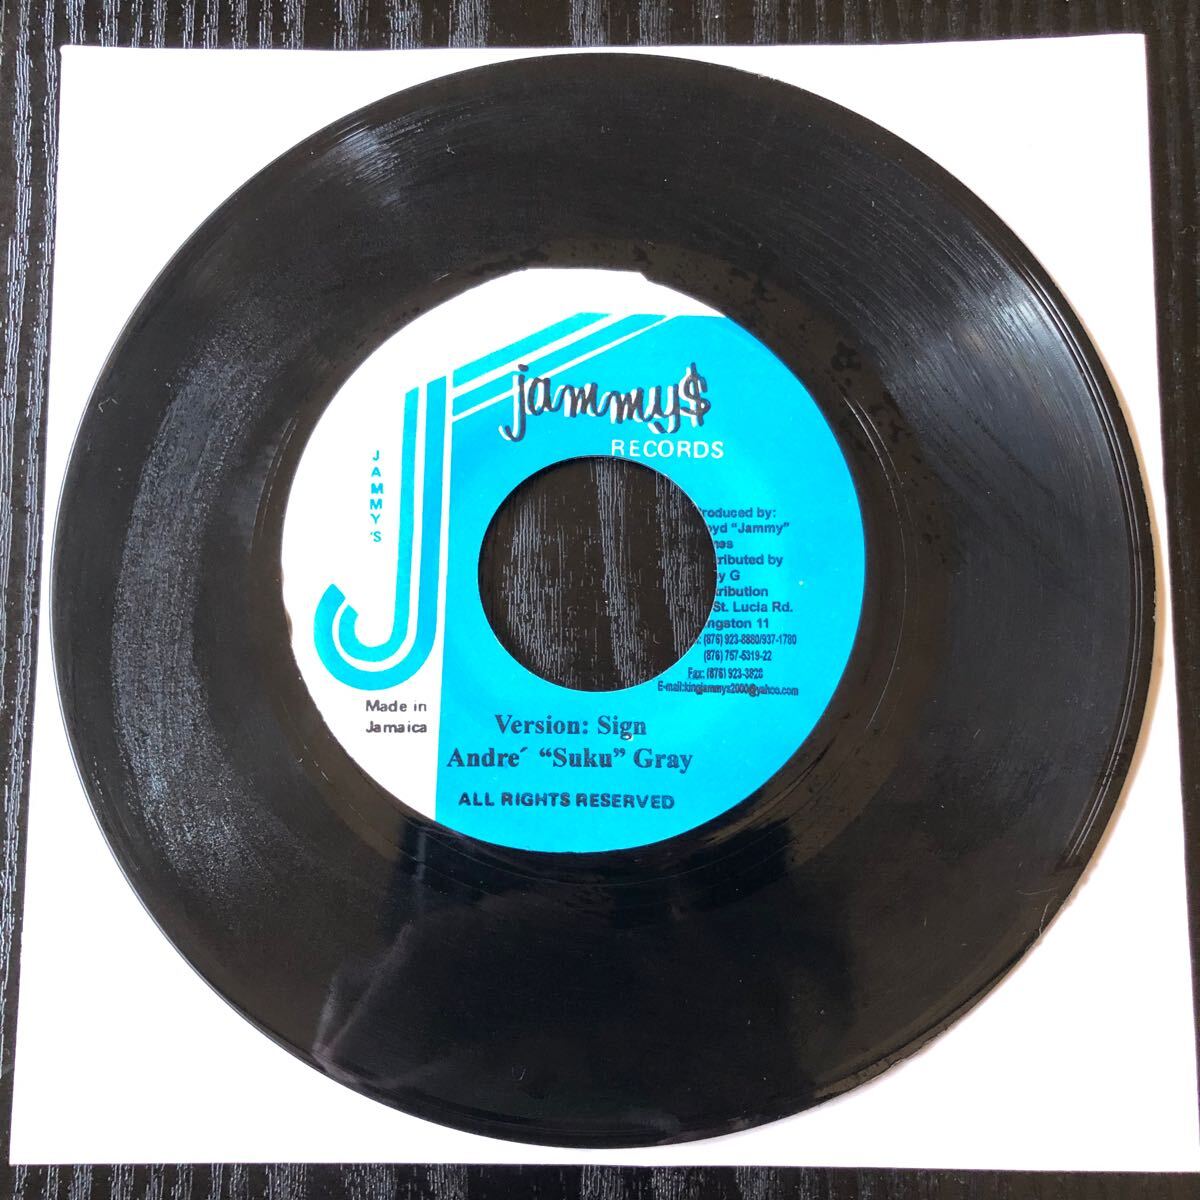 jammy$
RECORDS
JAMMY'S
roduced by:
oyd "Jammy"
nes
tributed by
y G
tribution
St. Lucia Rd.
ngston 11
: (876) 923-8880/937-1780
(876) 757-5319-22
Fax: (876) 923-3826
E-mail:kingjammys2000@yahoo.com
Made in
Jamaica
Version: Sign
Andre´ “Suku” Gray
ALL RIGHTS RESERVED